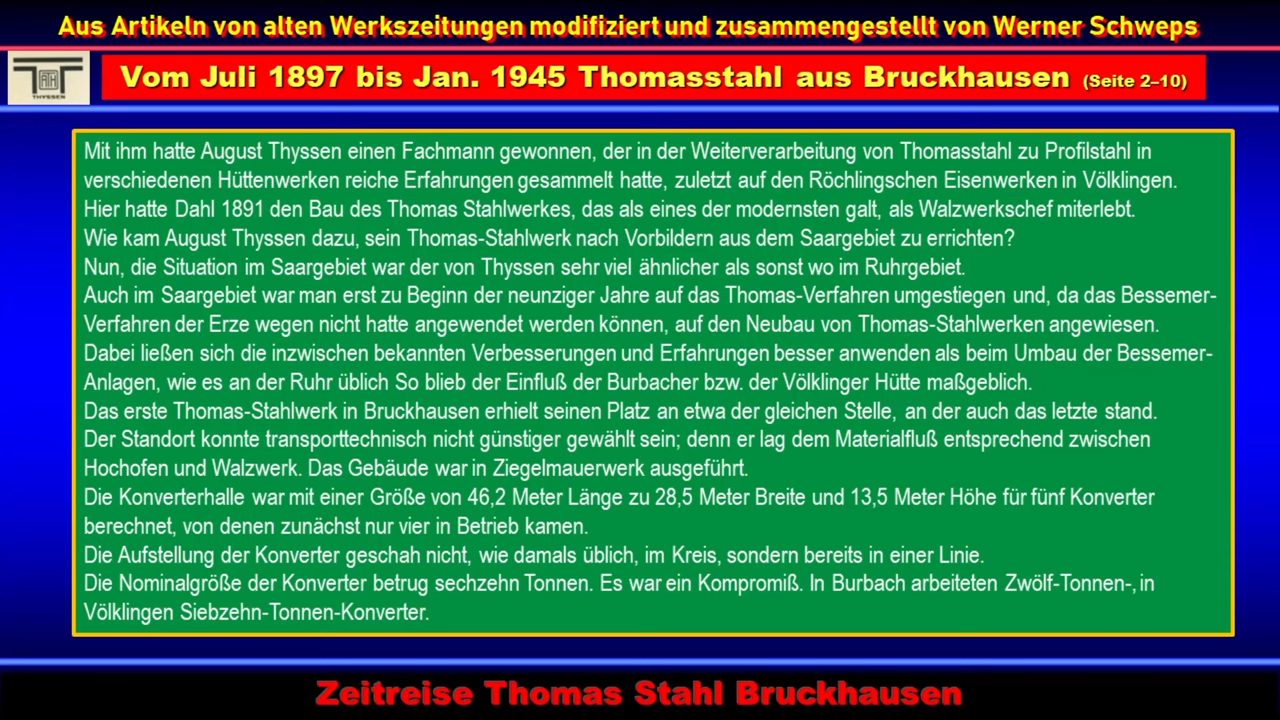 Aus Artikeln von alten Werkszeitungen modifiziert und zusammengestellt von Werner Schweps
ATH
THYSSEN
Vom Juli 1897 bis Jan. 1945 Thomasstahl aus Bruckhausen (Seite 2–10)
Mit ihm hatte August Thyssen einen Fachmann gewonnen, der in der Weiterverarbeitung von Thomasstahl zu Profilstahl in
verschiedenen Hüttenwerken reiche Erfahrungen gesammelt hatte, zuletzt auf den Röchlingschen Eisenwerken in Völklingen.
Hier hatte Dahl 1891 den Bau des Thomas Stahlwerkes, das als eines der modernsten galt, als Walzwerkschef miterlebt.
Wie kam August Thyssen dazu, sein Thomas-Stahlwerk nach Vorbildern aus dem Saargebiet zu errichten?
Nun, die Situation im Saargebiet war der von Thyssen sehr viel ähnlicher als sonst wo im Ruhrgebiet.
Auch im Saargebiet war man erst zu Beginn der neunziger Jahre auf das Thomas-Verfahren umgestiegen und, da das Bessemer-
Verfahren der Erze wegen nicht hatte angewendet werden können, auf den Neubau von Thomas-Stahlwerken angewiesen.
Dabei ließen sich die inzwischen bekannten Verbesserungen und Erfahrungen besser anwenden als beim Umbau der Bessemer-
Anlagen, wie es an der Ruhr üblich So blieb der Einfluß der Burbacher bzw. der Völklinger Hütte maßgeblich.
Das erste Thomas-Stahlwerk in Bruckhausen erhielt seinen Platz an etwa der gleichen Stelle, an der auch das letzte stand.
Der Standort konnte transporttechnisch nicht günstiger gewählt sein; denn er lag dem Materialfluß entsprechend zwischen
Hochofen und Walzwerk. Das Gebäude war in Ziegelmauerwerk ausgeführt.
Die Konverterhalle war mit einer Größe von 46,2 Meter Länge zu 28,5 Meter Breite und 13,5 Meter Höhe für fünf Konverter
berechnet, von denen zunächst nur vier in Betrieb kamen.
Die Aufstellung der Konverter geschah nicht, wie damals üblich, im Kreis, sondern bereits in einer Linie.
Die Nominalgröße der Konverter betrug sechzehn Tonnen. Es war ein Kompromiß. In Burbach arbeiteten Zwölf-Tonnen-, in
Völklingen Siebzehn-Tonnen-Konverter.
Zeitreise Thomas Stahl Bruckhausen